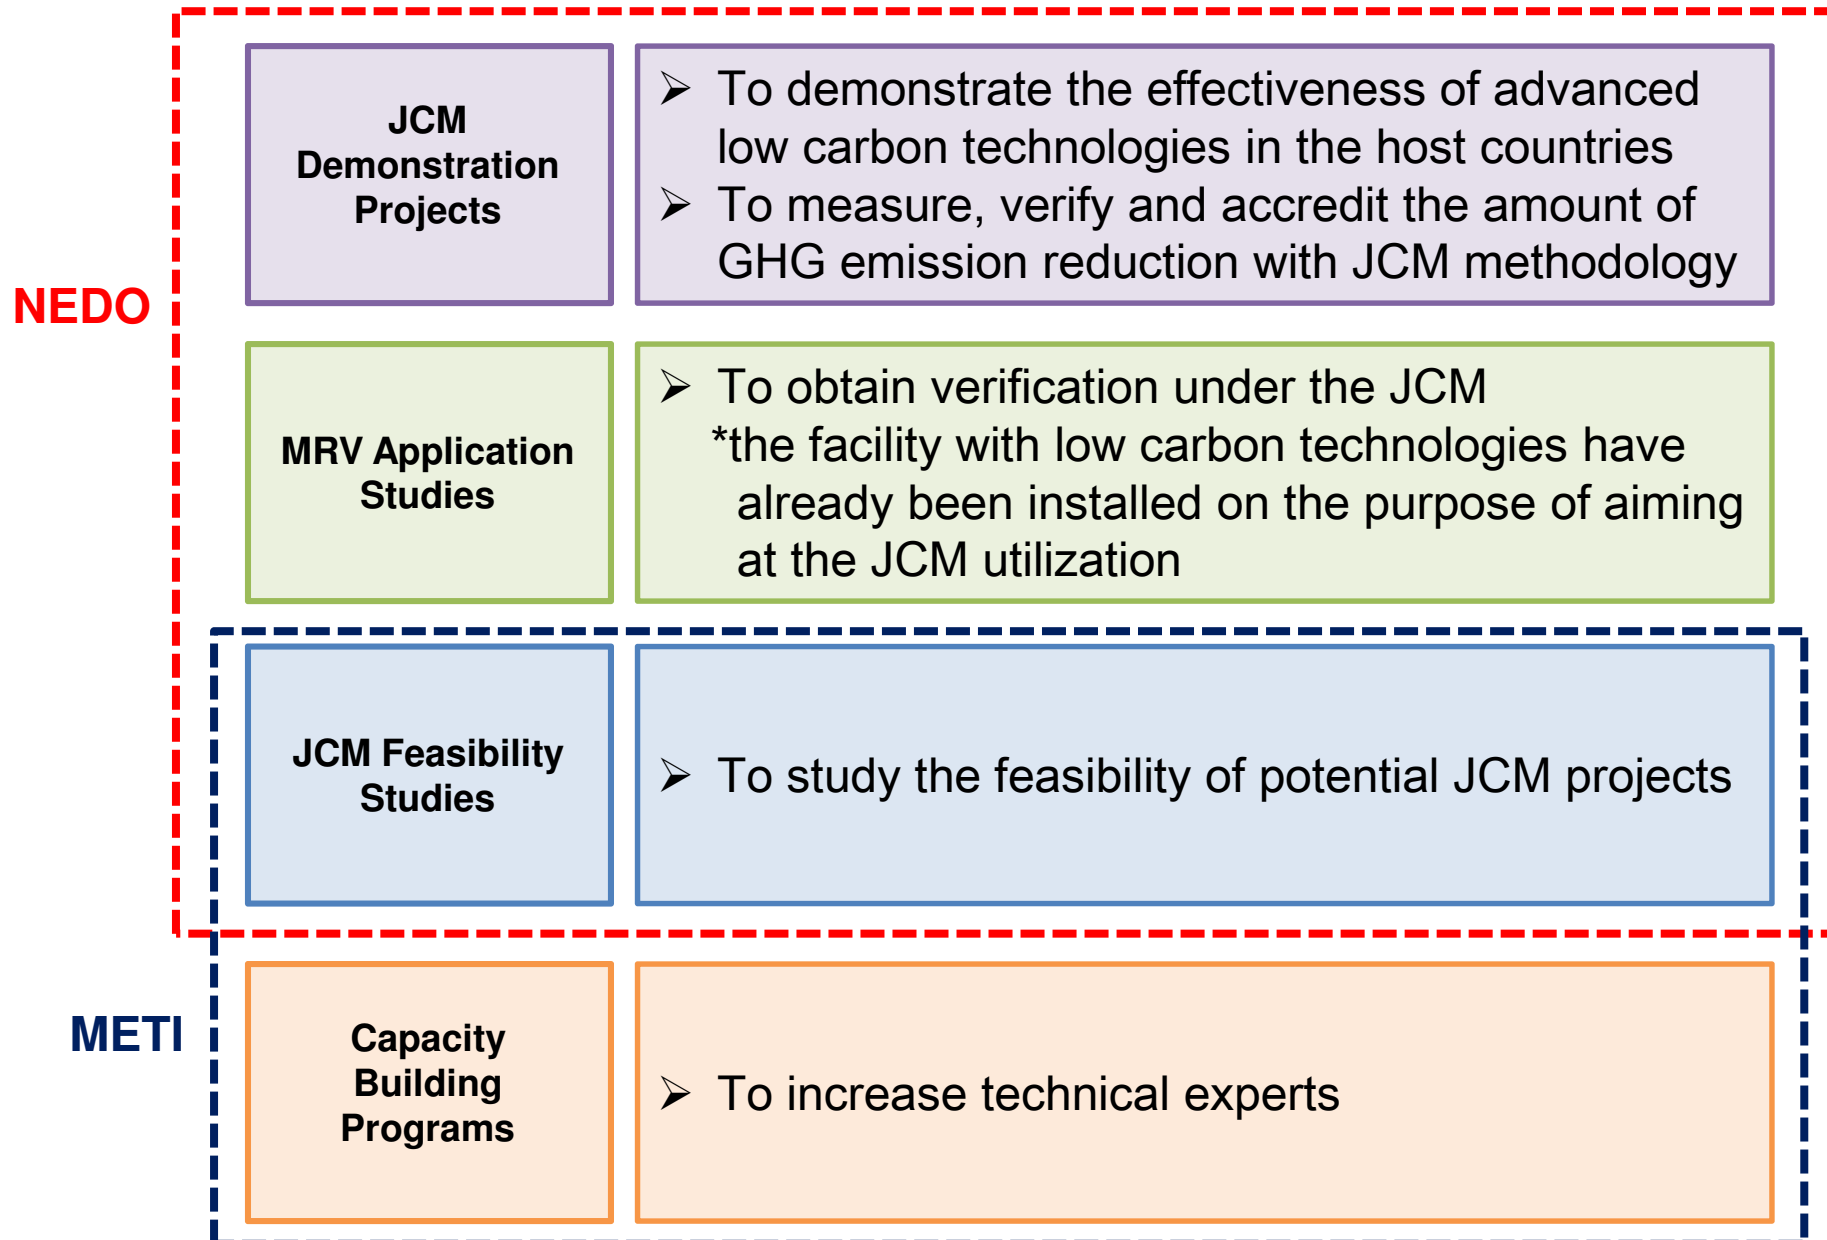 NEDO
JCM
Demonstration
Projects
➢ To demonstrate the effectiveness of advanced
low carbon technologies in the host countries
➢ To measure, verify and accredit the amount of
GHG emission reduction with JCM methodology
MRV Application
Studies
➢ To obtain verification under the JCM
*the facility with low carbon technologies have
already been installed on the purpose of aiming
at the JCM utilization
JCM Feasibility
Studies
➢ To study the feasibility of potential JCM projects
METI
Capacity
Building
Programs
➢ To increase technical experts